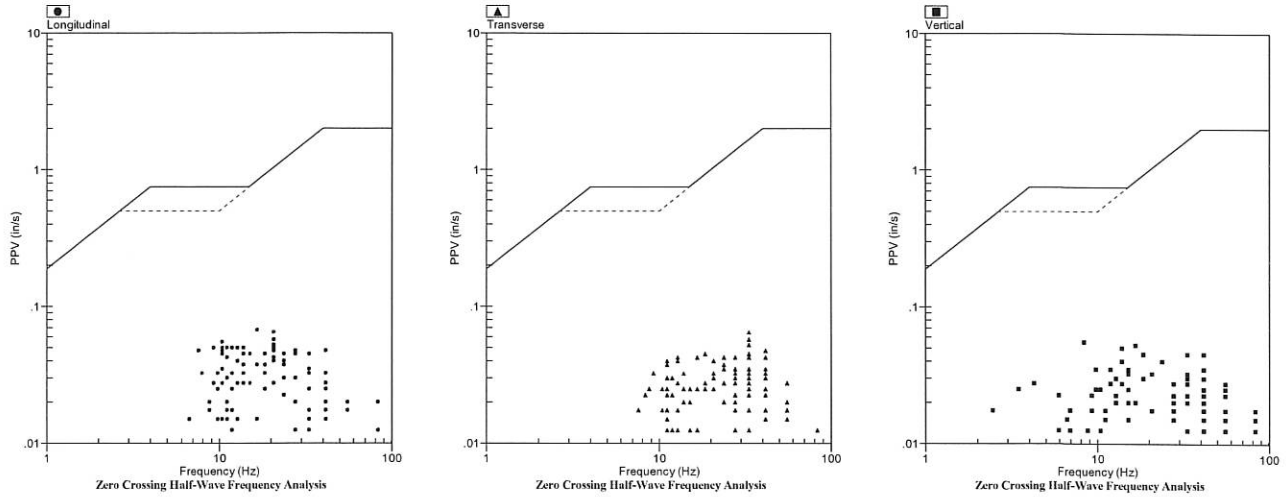 Longitudinal
10
1
.1
.01
PPV (in/s)
1
10
100
Frequency (Hz)
Zero Crossing Half-Wave Frequency Analysis
Transverse
10
1
.1
.01
PPV (in/s)
1
10
100
Frequency (Hz)
Zero Crossing Half-Wave Frequency Analysis
Vertical
10
1
.1
.01
PPV (in/s)
1
10
100
Frequency (Hz)
Zero Crossing Half-Wave Frequency Analysis